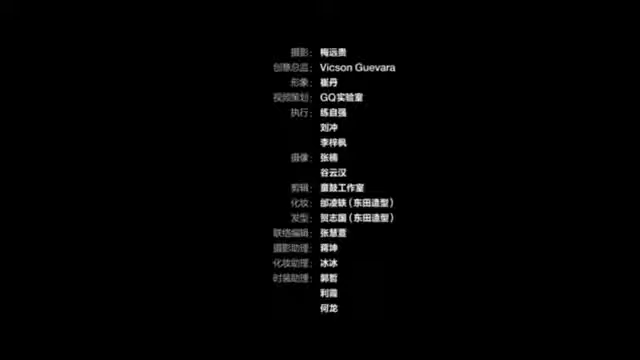 摄影：梅远贵
创意总监：Vicson Guevara
形象：崔丹
视频策划：GQ实验室
执行：练自强
刘冲
李梓枫
摄像：张楠
谷云汉
剪辑：童鼓工作室
化妆：邰凌轶（东田造型）
发型：贺志国（东田造型）
联络编辑：张慧萱
摄影助理：蒋坤
化妆助理：冰冰
时装助理：郭哲
利霞
何龙